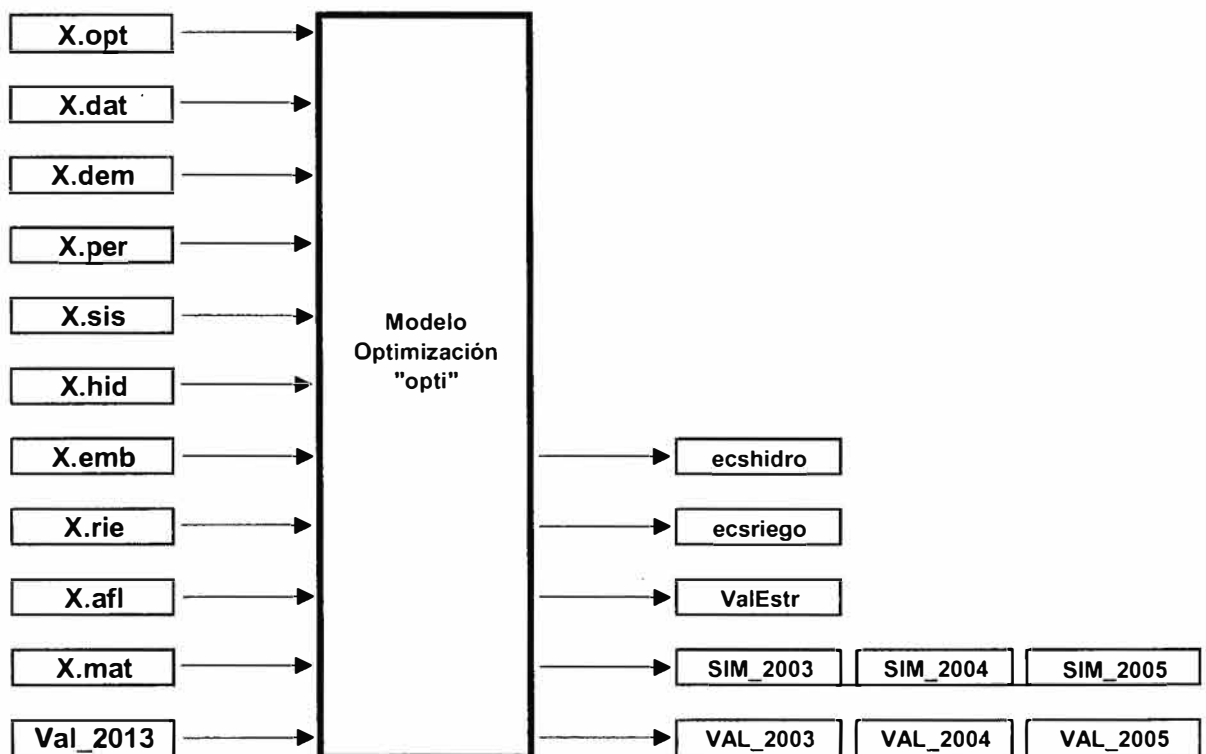 X.opt
X.dat
X.dem
X.per
X.sis
X.hid
X.emb
X.rie
X.afl
X.mat
Val_2013
Modelo
Optimización
"opti"
ecshidro
ecsriego
ValEstr
SIM_2003 SIM_2004 SIM_2005
VAL_2003 VAL_2004 VAL_2005